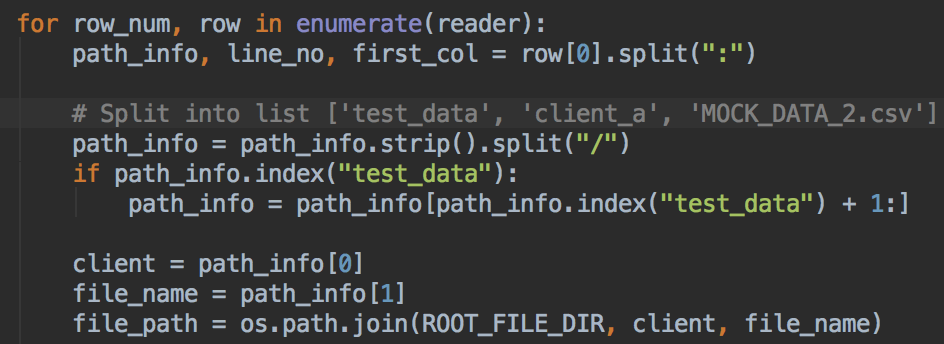 for row_num, row in enumerate(reader):
    path_info, line_no, first_col = row[0].split(":")

    # Split into list ['test_data', 'client_a', 'MOCK_DATA_2.csv']
    path_info = path_info.strip().split("/")
    if path_info.index("test_data"):
        path_info = path_info[path_info.index("test_data") + 1:]

    client = path_info[0]
    file_name = path_info[1]
    file_path = os.path.join(ROOT_FILE_DIR, client, file_name)